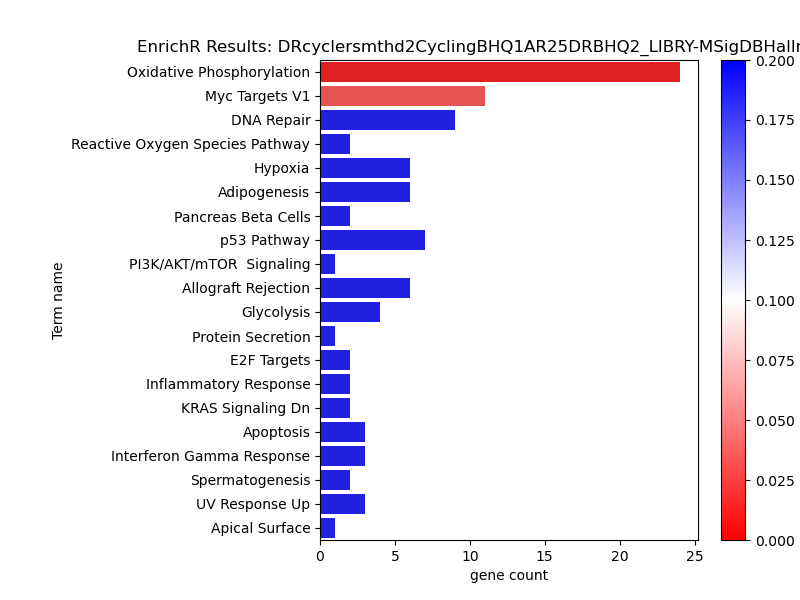 EnrichR Results: DRcyclersmthd2CyclingBHQ1AR25DRBHQ2_LIBRY-MSigDBHall
Term name
Oxidative Phosphorylation
Myc Targets V1
DNA Repair
Reactive Oxygen Species Pathway
Hypoxia
Adipogenesis
Pancreas Beta Cells
p53 Pathway
PI3K/AKT/mTOR  Signaling
Allograft Rejection
Glycolysis
Protein Secretion
E2F Targets
Inflammatory Response
KRAS Signaling Dn
Apoptosis
Interferon Gamma Response
Spermatogenesis
UV Response Up
Apical Surface
0 5 10 15 20 25
gene count
0.200
0.175
0.150
0.125
0.100
0.075
0.050
0.025
0.000